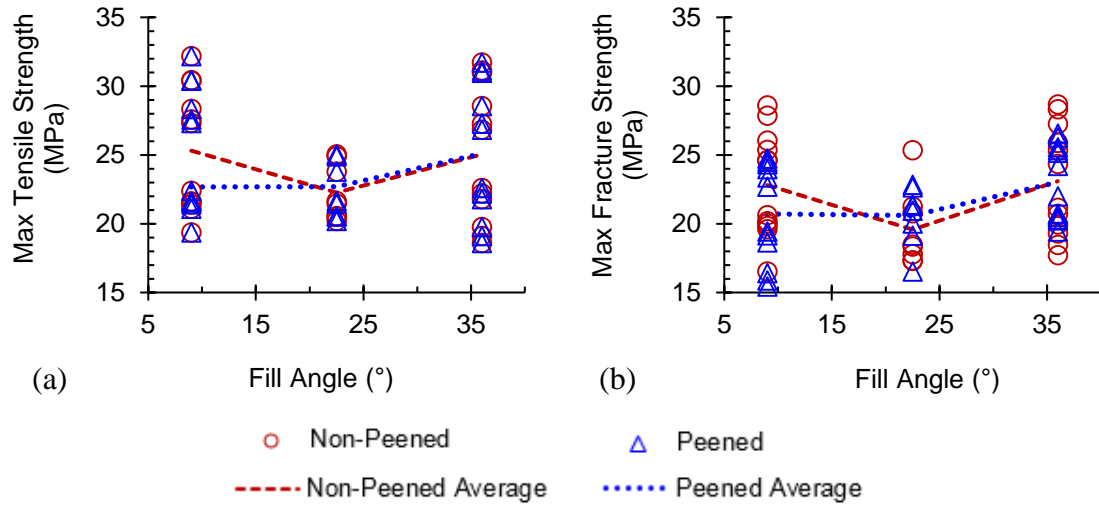 Max Tensile Strength
(MPa)
35
30
25
20
15
5
15
25
35
Fill Angle (°)
(a)
Max Fracture Strength
(MPa)
35
30
25
20
15
5
15
25
35
Fill Angle (°)
(b)
Non-Peened
Peened
Non-Peened Average
Peened Average